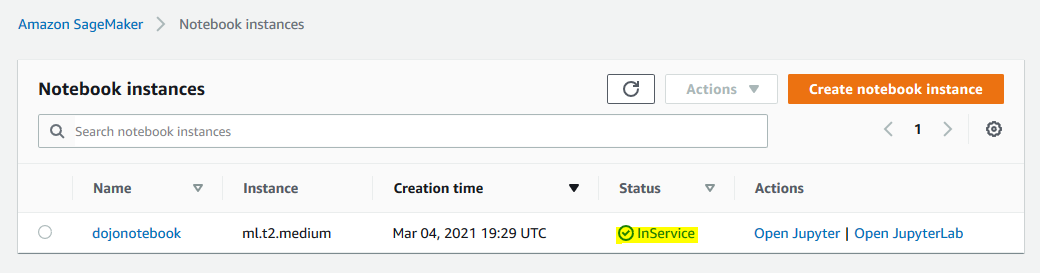 Amazon SageMaker > Notebook instances
Notebook instances
Actions
Create notebook instance
Search notebook instances
1
Name Instance Creation time Status Actions
dojonotebook ml.t2.medium Mar 04, 2021 19:29 UTC InService Open Jupyter | Open JupyterLab